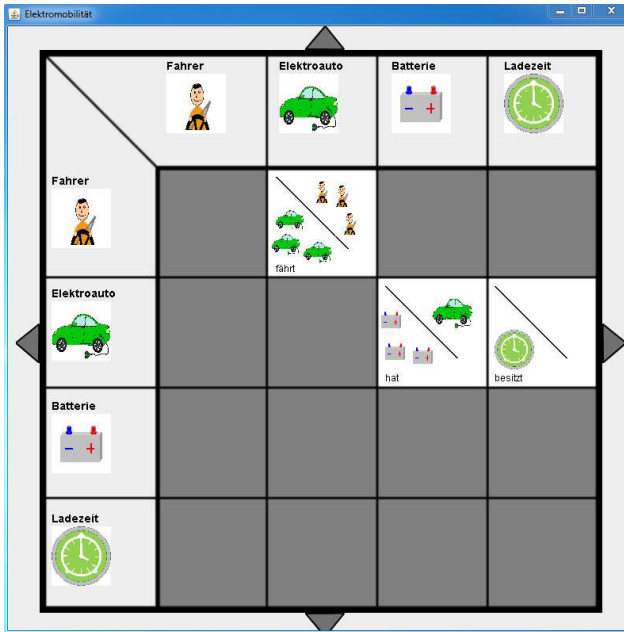 Elektromobilität
Fahrer Elektroauto Batterie Ladezeit
Fahrer
fährt
Elektroauto
hat besitzt
Batterie
Ladezeit